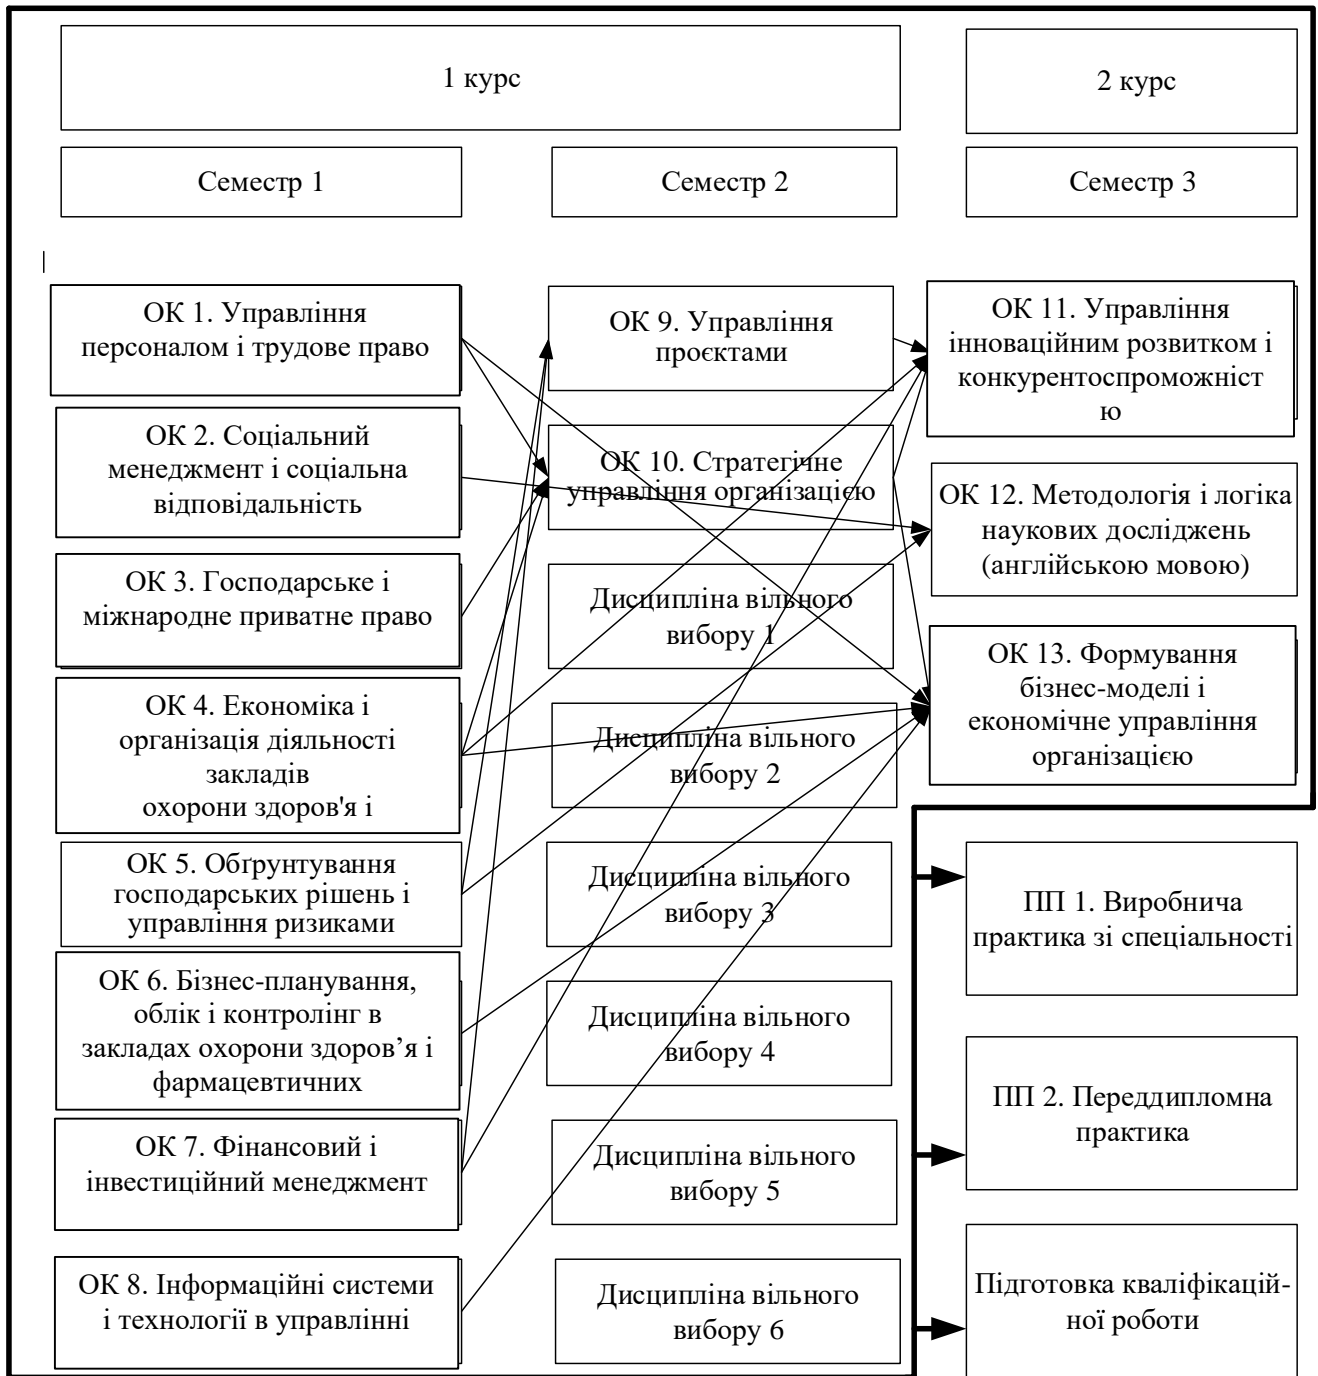 1 курс
2 курс
Семестр 1
Семестр 2
Семестр 3
ОК 1. Управління
персоналом і трудове право
ОК 2. Соціальний
менеджмент і соціальна
відповідальність
ОК 3. Господарське і
міжнародне приватне право
ОК 4. Економіка і
організація діяльності
закладів
охорони здоров'я і
ОК 5. Обґрунтування
господарських рішень і
управління ризиками
ОК 6. Бізнес-планування,
облік і контролінг в
закладах охорони здоров’я і
фармацевтичних
ОК 7. Фінансовий і
інвестиційний менеджмент
ОК 8. Інформаційні системи
і технології в управлінні
ОК 9. Управління
проєктами
ОК 10. Стратегічне
управління організацією
Дисципліна вільного
вибору 1
Дисципліна вільного
вибору 2
Дисципліна вільного
вибору 3
Дисципліна вільного
вибору 4
Дисципліна вільного
вибору 5
Дисципліна вільного
вибору 6
ОК 11. Управління
інноваційним розвитком і
конкурентоспроможніст
ю
ОК 12. Методологія і логіка
наукових досліджень
(англійською мовою)
ОК 13. Формування
бізнес-моделі і
економічне управління
організацією
ПП 1. Виробнича
практика зі спеціальності
ПП 2. Переддипломна
практика
Підготовка кваліфікацій-
ної роботи